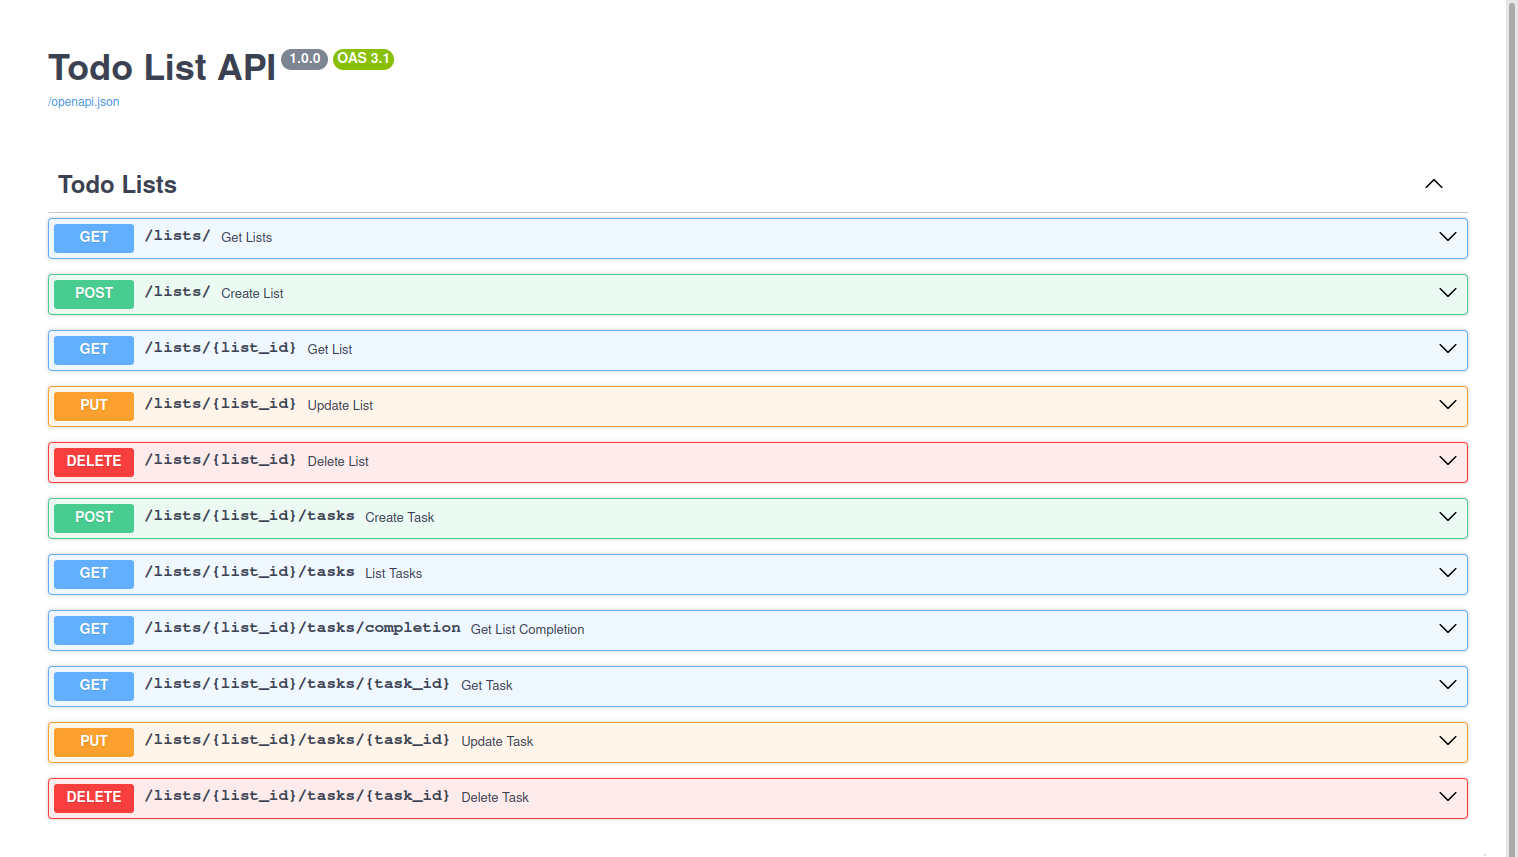 Todo List API 1.0.0 OAS 3.1
/openapi.json
Todo Lists
GET /lists/ Get Lists
POST /lists/ Create List
GET /lists/{list_id} Get List
PUT /lists/{list_id} Update List
DELETE /lists/{list_id} Delete List
POST /lists/{list_id}/tasks Create Task
GET /lists/{list_id}/tasks List Tasks
GET /lists/{list_id}/tasks/completion Get List Completion
GET /lists/{list_id}/tasks/{task_id} Get Task
PUT /lists/{list_id}/tasks/{task_id} Update Task
DELETE /lists/{list_id}/tasks/{task_id} Delete Task